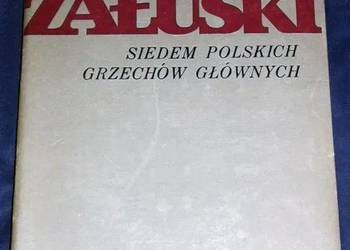 ZAŁUSKI
SIEDEM POLSKICH
GRZECHÓW GŁÓWNYCH